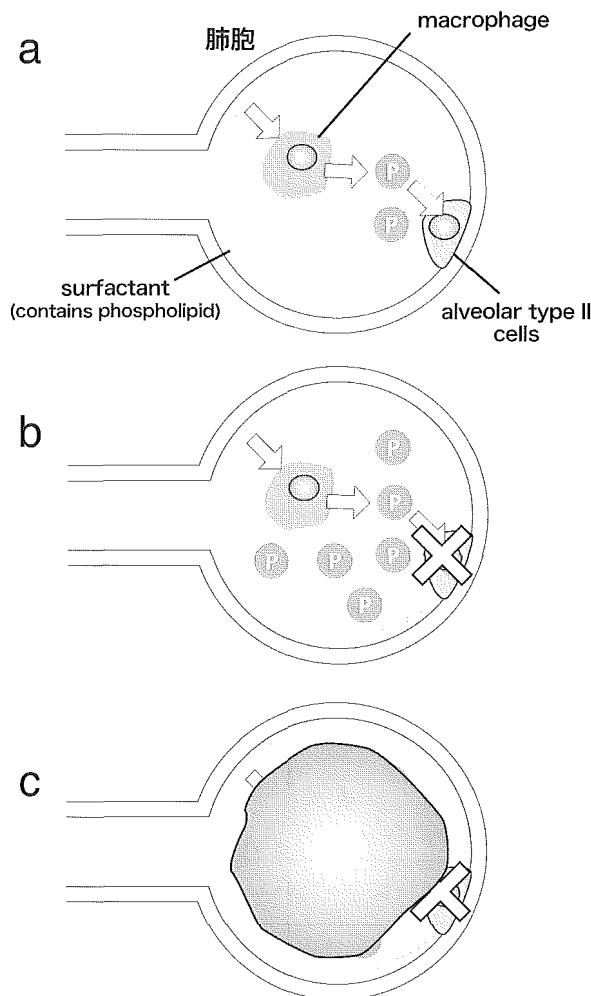 a
肺胞
macrophage
P
P
surfactant
(contains phospholipid)
alveolar type II
cells
b
P
P
P
P
P
P
c